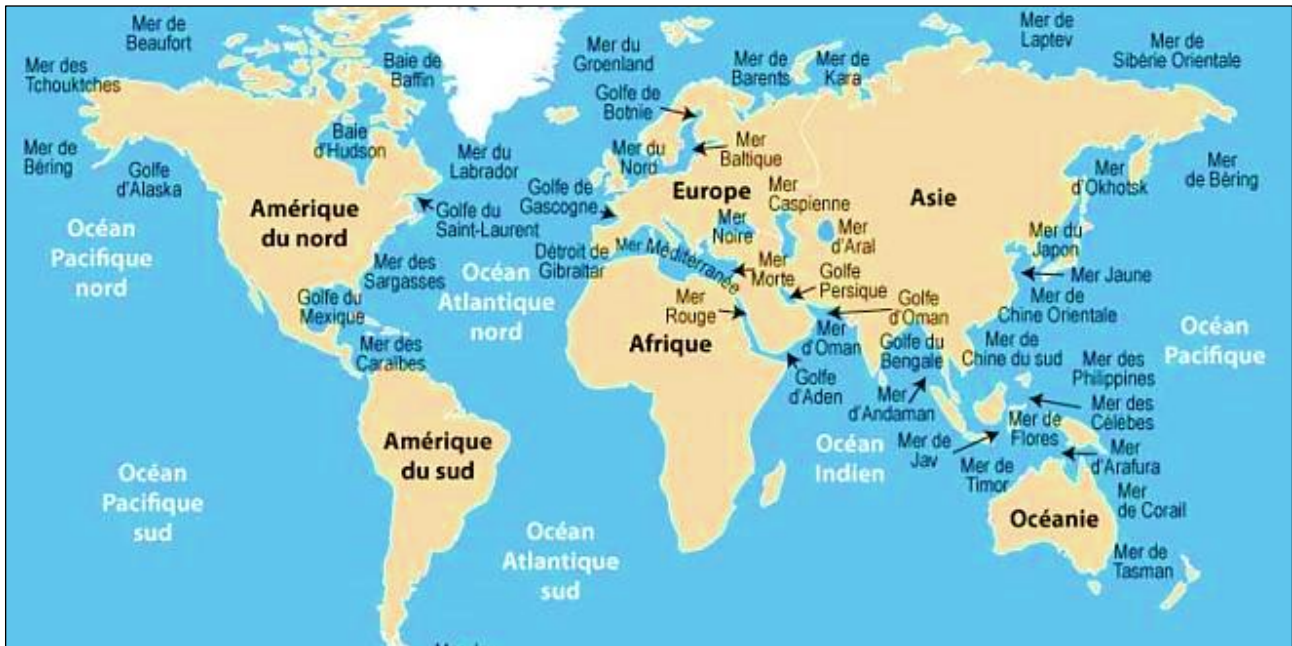 Mer de
Beaufort
Mer de
Laptev
Mer des
Tchouktches
Baie de
Baffin
Mer du
Groenland
Mer de
Barents
Mer de
Kara
Mer de
Sibérie Orientale
Golfe de
Botnie
Mer de
Béring
Golfe
d'Alaska
Baie
d'Hudson
Mer du
Labrador
Mer du
Nord
Mer
Baltique
Mer
d'Okhotsk
Mer
de Béring
Amérique
du nord
Golfe du
Saint-Laurent
Golfe de
Gascogne
Europe
Mer
Caspienne
Asie
Océan
Pacifique
nord
Mer
Noire
Mer
d'Aral
Mer du
Japon
Détroit de
Gibraltar
Mer Méditerranée
Mer
Morte
Golfe
Persique
Mer Jaune
Mer des
Sargasses
Océan
Atlantique
nord
Golfe du
Mexique
Mer
Rouge
Golfe
d'Oman
Mer de
Chine Orientale
Mer des
Caraïbes
Afrique
Mer
d'Oman
Golfe du
Bengale
Mer de
Chine du sud
Océan
Pacifique
Golfe
d'Aden
Mer
d'Andaman
Mer des
Philippines
Mer des
Célèbes
Amérique
du sud
Océan
Indien
Mer de
Jav
Mer de
Flores
Mer
d'Arafura
Mer de
Timor
Océan
Pacifique
sud
Océan
Atlantique
sud
Océanie
Mer
de Corail
Mer de
Tasman